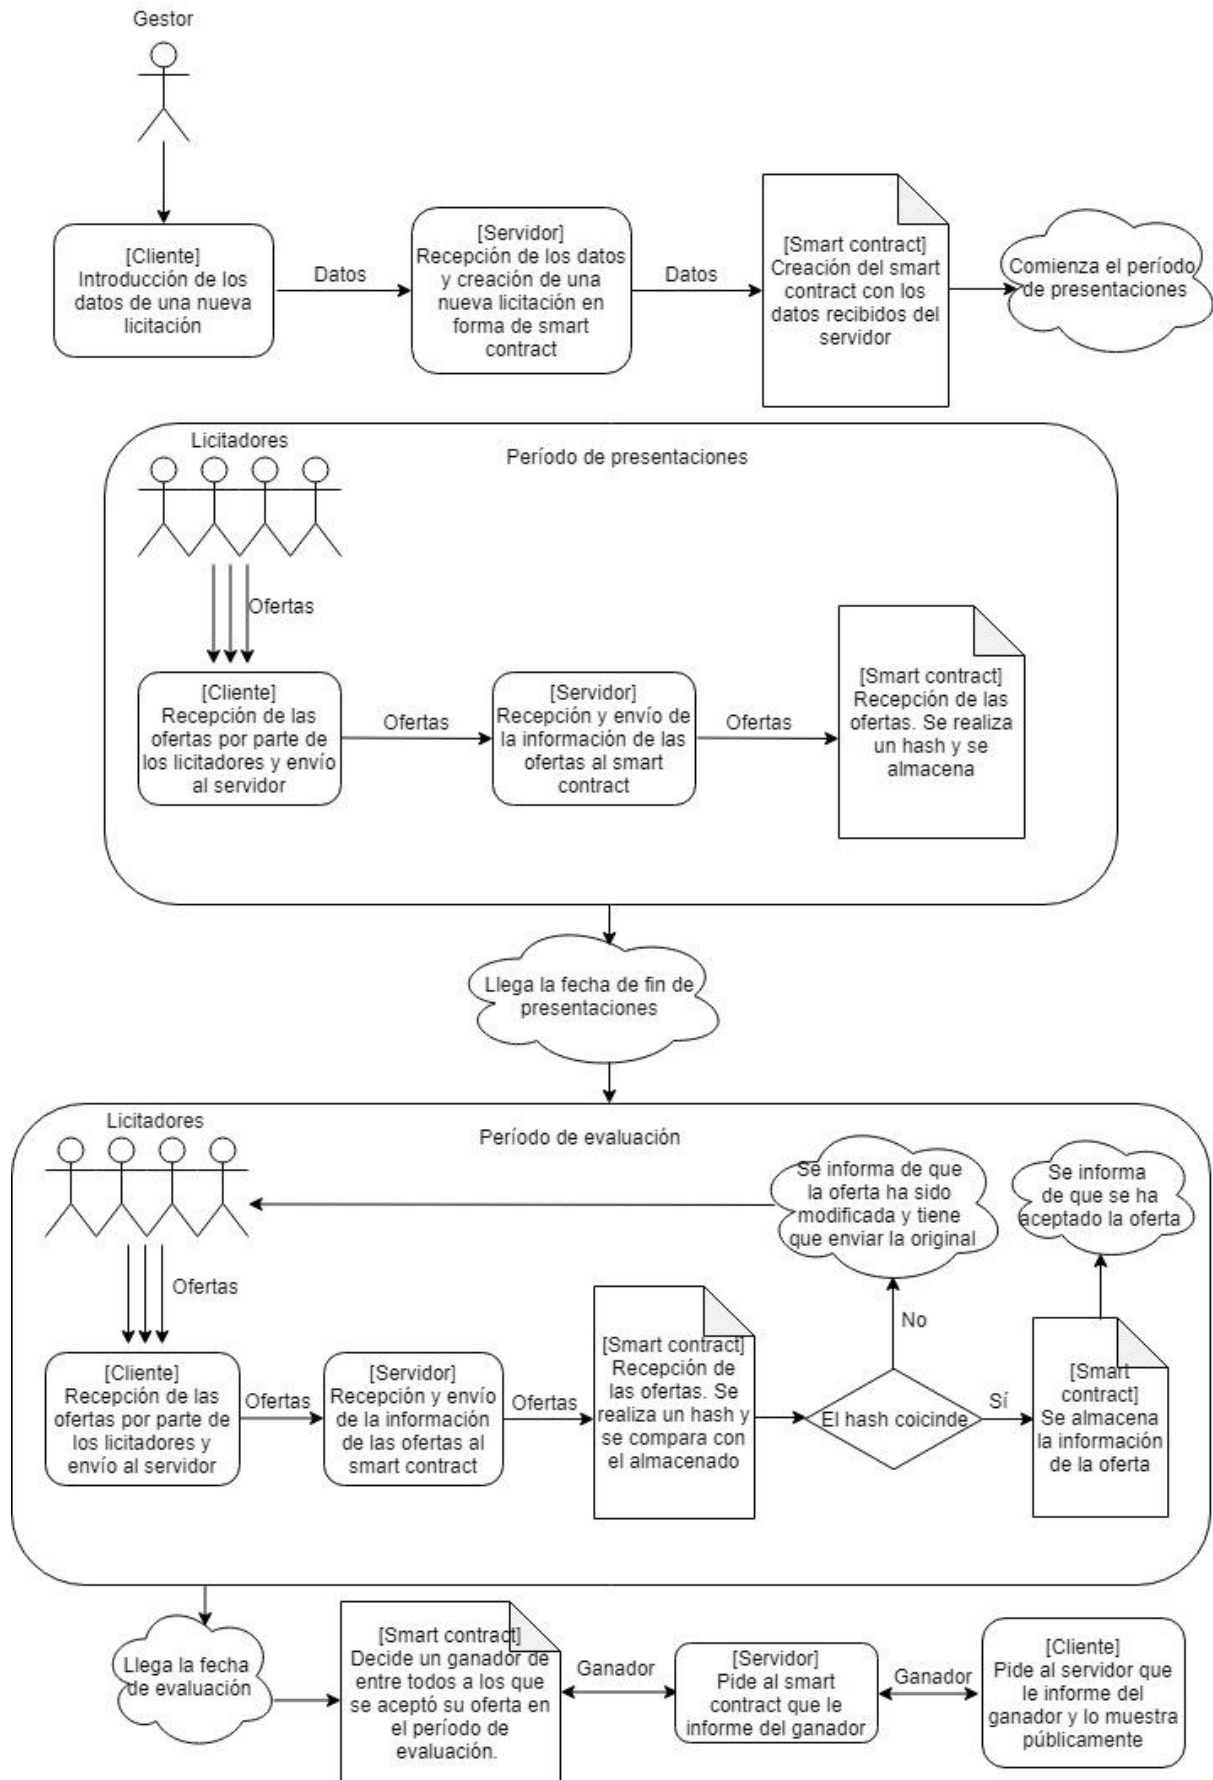 Gestor
[Cliente]
Introducción de los
datos de una nueva
licitación
Datos
[Servidor]
Recepción de los datos
y creación de una
nueva licitación en
forma de smart
contract
Datos
[Smart contract]
Creación del smart
contract con los
datos recibidos del
servidor
Comienza el período
de presentaciones
Licitadores
Período de presentaciones
Ofertas
[Cliente]
Recepción de las
ofertas por parte de
los licitadores y envío
al servidor
Ofertas
[Servidor]
Recepción y envío de
la información de las
ofertas al smart
contract
Ofertas
[Smart contract]
Recepción de las
ofertas. Se realiza
un hash y se
almacena
Llega la fecha de fin de
presentaciones
Licitadores
Período de evaluación
Se informa de que
la oferta ha sido
modificada y tiene
que enviar la original
Se informa
de que se ha
aceptado la oferta
Ofertas
No
[Cliente]
Recepción de las
ofertas por parte de
los licitadores y
envío al servidor
Ofertas
[Servidor]
Recepción y envío
de la información
de las ofertas al
smart contract
Ofertas
[Smart contract]
Recepción de
las ofertas. Se
realiza un hash y
se compara con
el almacenado
El hash coicinde
Sí
[Smart
contract]
Se almacena
la información
de la oferta
Llega la fecha
de evaluación
[Smart contract]
Decide un ganador de
entre todos a los que
se aceptó su oferta en
el período de
evaluación.
Ganador
[Servidor]
Pide al smart
contract que le
informe del ganador
Ganador
[Cliente]
Pide al servidor que
le informe del
ganador y lo muestra
públicamente